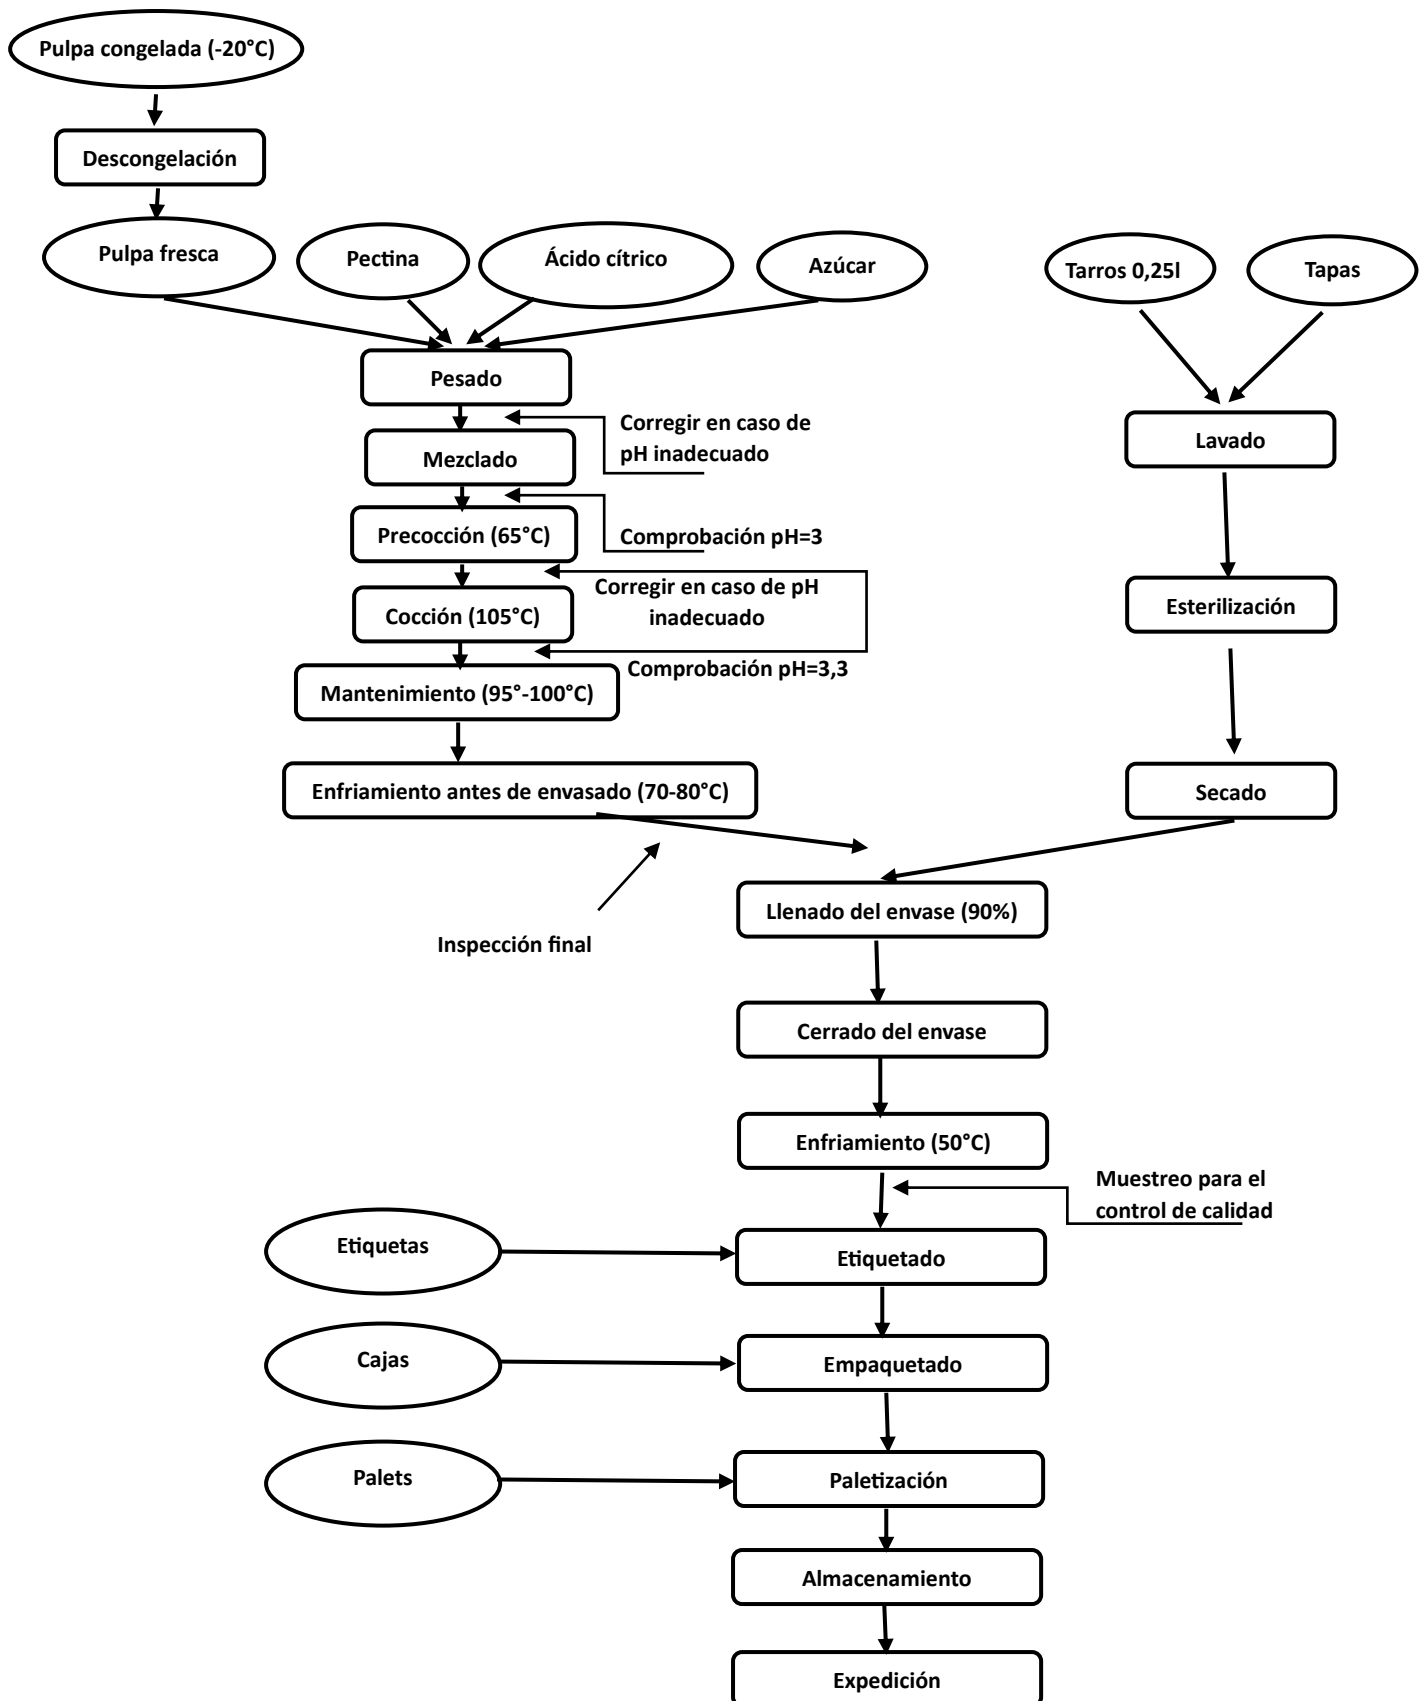 Pulpa congelada (-20°C)
Descongelación
Pulpa fresca
Pectina
Ácido cítrico
Azúcar
Tarros 0,25l
Tapas
Pesado
Corregir en caso de
pH inadecuado
Lavado
Mezclado
Precocción (65°C)
Comprobación pH=3
Corregir en caso de pH
inadecuado
Cocción (105°C)
Esterilización
Comprobación pH=3,3
Mantenimiento (95°-100°C)
Enfriamiento antes de envasado (70-80°C)
Secado
Llenado del envase (90%)
Inspección final
Cerrado del envase
Enfriamiento (50°C)
Muestreo para el
control de calidad
Etiquetas
Etiquetado
Cajas
Empaquetado
Palets
Paletización
Almacenamiento
Expedición